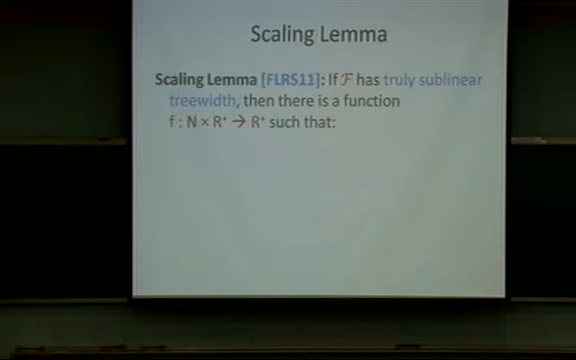 Scaling Lemma
Scaling Lemma [FLRS11]: If ℱ has truly sublinear
treewidth, then there is a function
f : N × R⁺ → R⁺ such that: